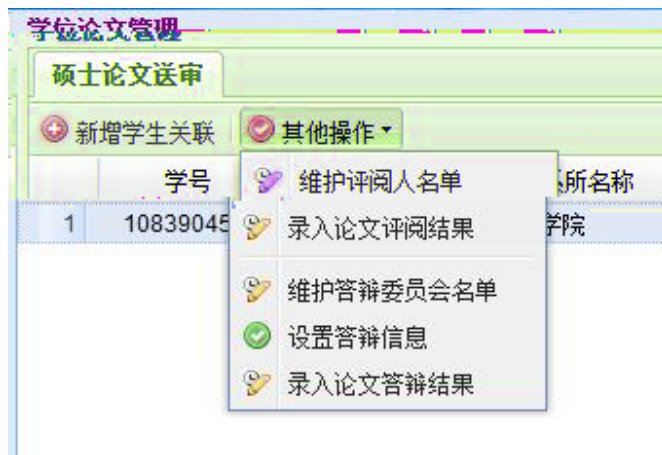 学位论文管理
硕士论文送审
新增学生关联 其他操作
学号 系所名称
1 10839045 学院
维护评阅人名单
录入论文评阅结果
维护答辩委员会名单
设置答辩信息
录入论文答辩结果